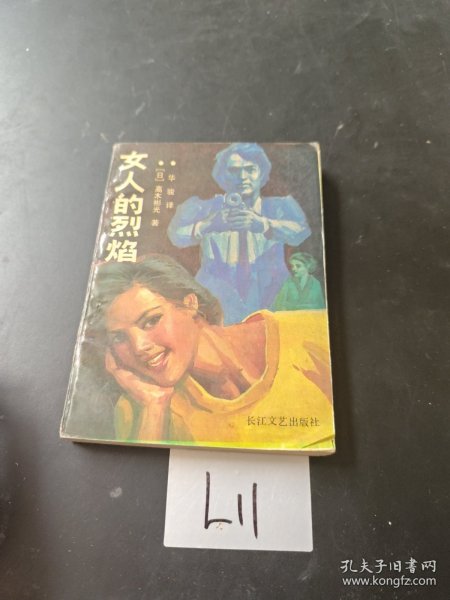 女人的烈焰
[日]高木彬光 著
华骏 译
长江文艺出版社
L11
孔夫子旧书网
www.kongfz.com